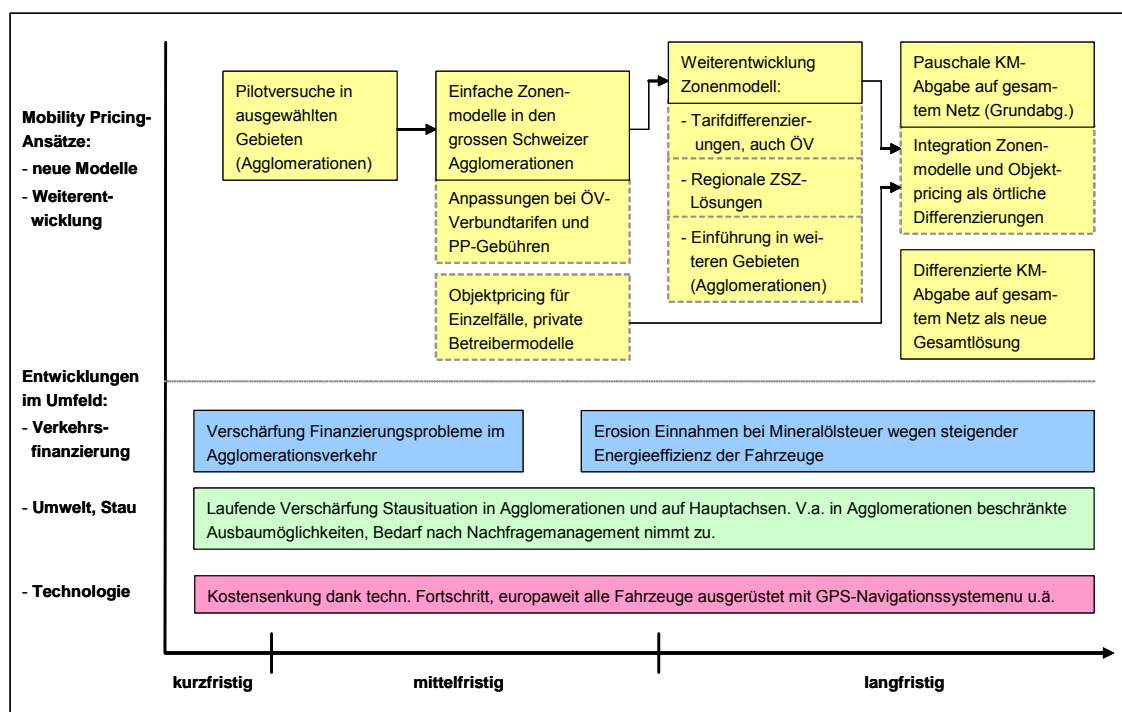 Mobility Pricing-
Ansätze:
- neue Modelle
- Weiterent-
wicklung
Pilotversuche in
ausgewählten
Gebieten
(Agglomerationen)
Einfache Zonen-
modelle in den
grossen Schweizer
Agglomerationen
Anpassungen bei ÖV-
Verbundtarifen und
PP-Gebühren
Objektpricing für
Einzelfälle, private
Betreibermodelle
Weiterentwicklung
Zonenmodell:
- Tarifdifferenzier-
ungen, auch ÖV
- Regionale ZSZ-
Lösungen
- Einführung in wei-
teren Gebieten
(Agglomerationen)
Pauschale KM-
Abgabe auf gesam-
tem Netz (Grundabg.)
Integration Zonen-
modelle und Objekt-
pricing als örtliche
Differenzierungen
Differenzierte KM-
Abgabe auf gesam-
tem Netz als neue
Gesamtlösung
Entwicklungen
im Umfeld:
- Verkehrs-
finanzierung
Verschärfung Finanzierungsprobleme im
Agglomerationsverkehr
Erosion Einnahmen bei Mineralölsteuer wegen steigender
Energieeffizienz der Fahrzeuge
- Umwelt, Stau
Laufende Verschärfung Stausituation in Agglomerationen und auf Hauptachsen. V.a. in Agglomerationen beschränkte
Ausbaumöglichkeiten, Bedarf nach Nachfragemanagement nimmt zu.
- Technologie
Kostensenkung dank techn. Fortschritt, europaweit alle Fahrzeuge ausgerüstet mit GPS-Navigationssystemenu u.ä.
kurzfristig
mittelfristig
langfristig